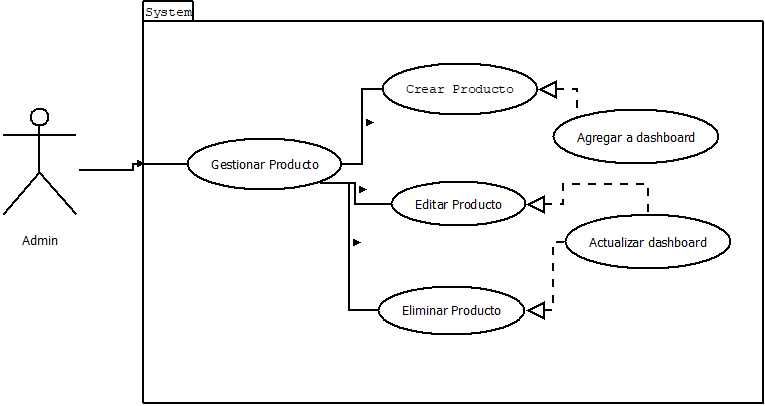 System
Crear Producto
Agregar a dashboard
Gestionar Producto
Editar Producto
Admin
Actualizar dashboard
Eliminar Producto